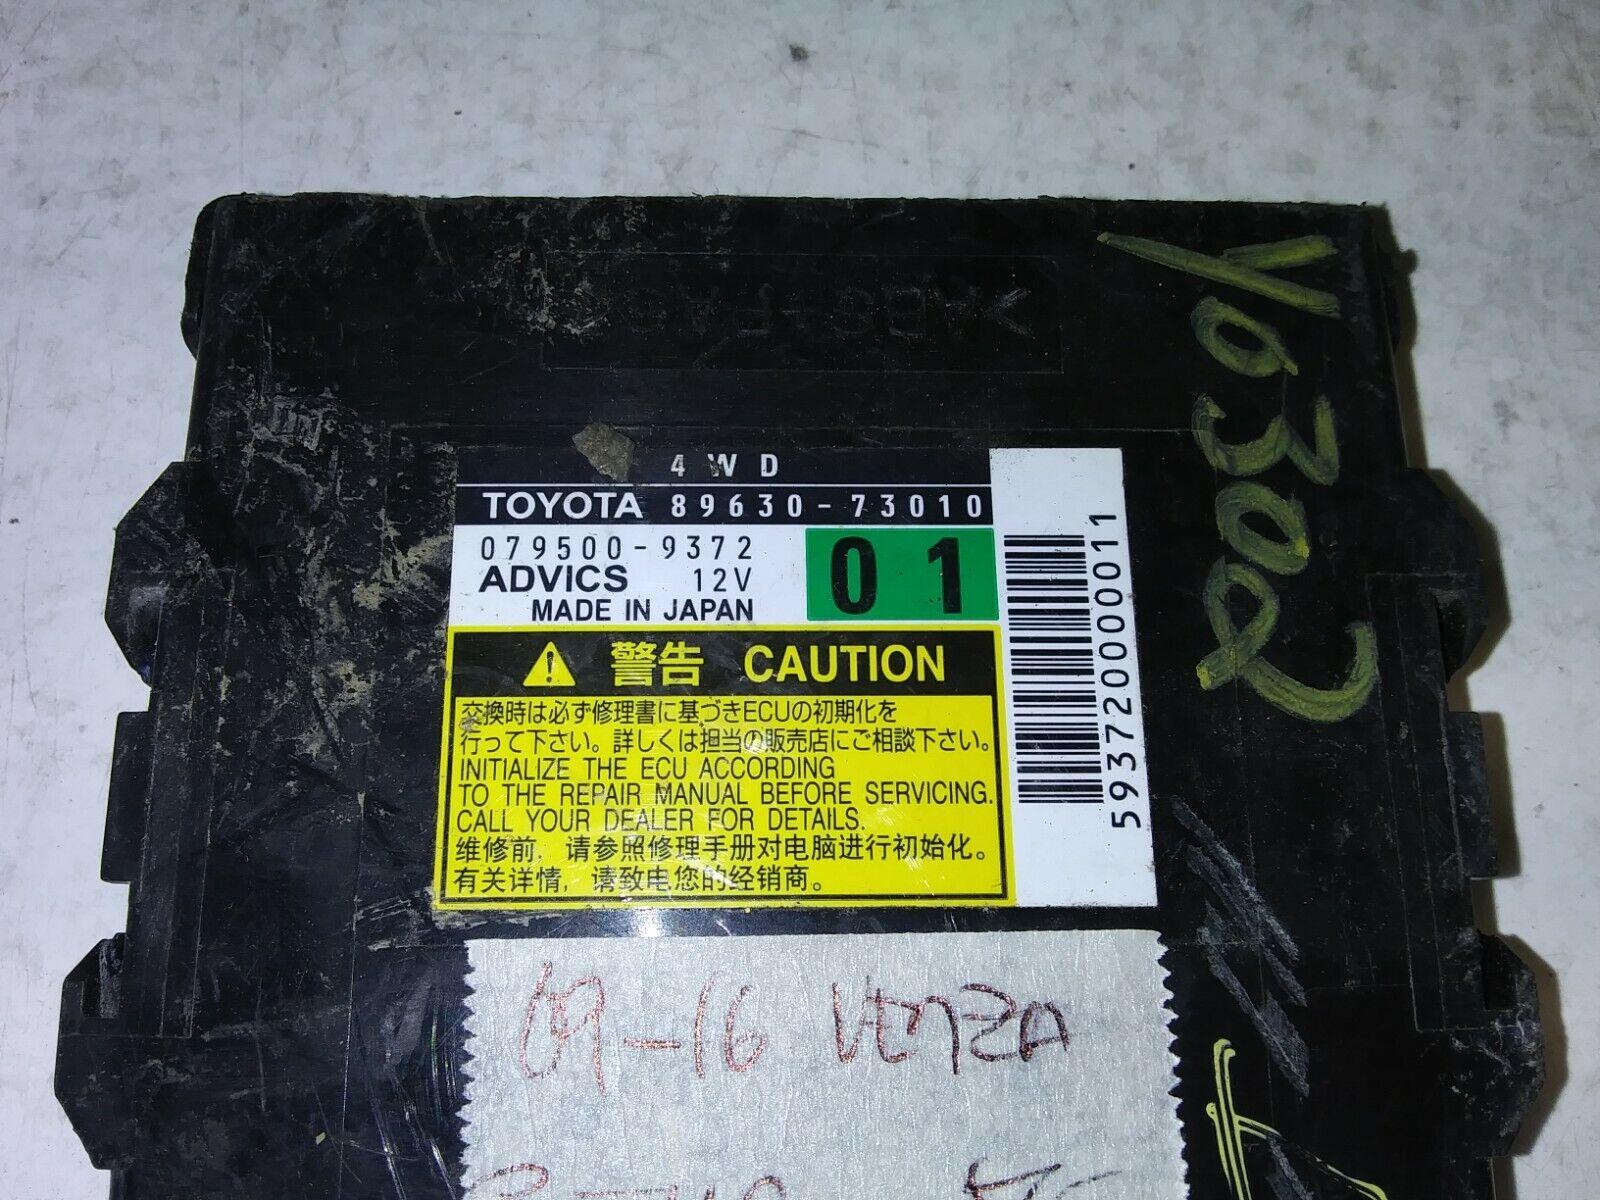 >ABS+FA
4WD
TOYOTA 89630-73010
079500-9372
ADVICS 12V
MADE IN JAPAN
01
警告 CAUTION
交換時は必ず修理書に基づきECUの初期化を
行って下さい。詳しくは担当の販売店にご相談下さい。
INITIALIZE THE ECU ACCORDING
TO THE REPAIR MANUAL BEFORE SERVICING.
CALL YOUR DEALER FOR DETAILS.
维修前，请参照修理手册对电脑进行初始化。
有关详情，请致电您的经销商。
593720000011
Y6302
09-16 VENZA